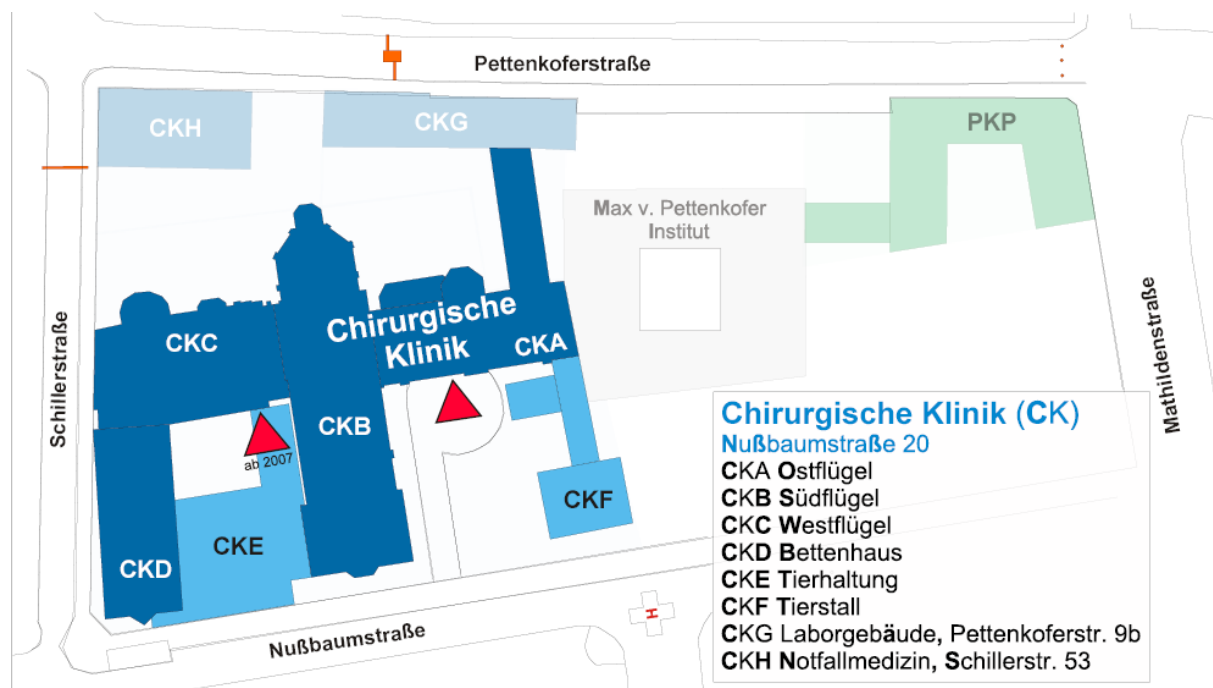 Pettenkoferstraße
CKH
CKG
PKP
Max v. Pettenkofer
Institut
Schillerstraße
Mathildenstraße
Chirurgische
Klinik
CKC
CKA
CKB
ab 2007
CKF
CKE
CKD
Nußbaumstraße
H
Chirurgische Klinik (CK)
Nußbaumstraße 20
CKA Ostflügel
CKB Südflügel
CKC Westflügel
CKD Bettenhaus
CKE Tierhaltung
CKF Tierstall
CKG Laborgebäude, Pettenkoferstr. 9b
CKH Notfallmedizin, Schillerstr. 53